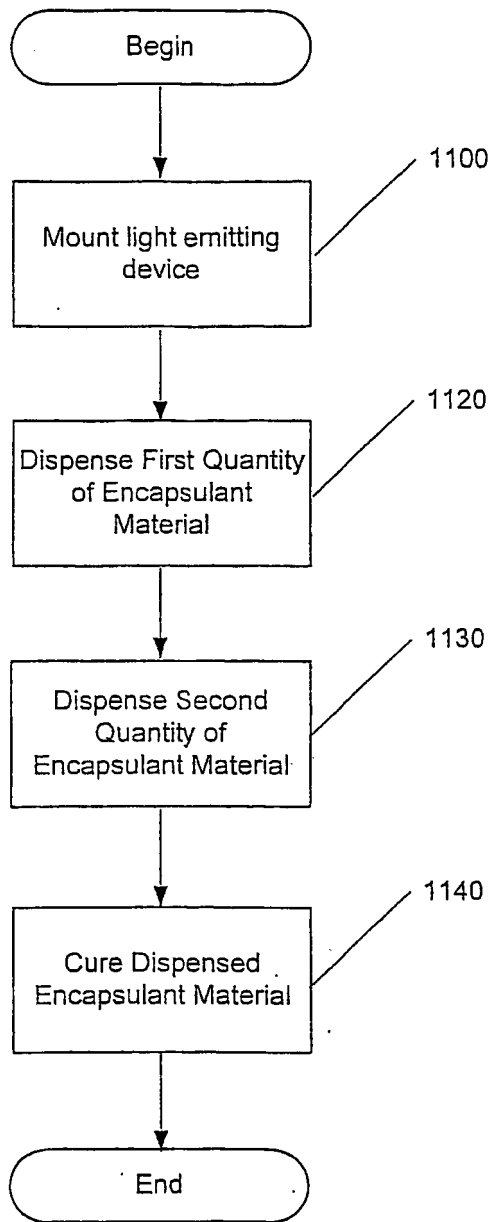 Begin
1100
Mount light emitting
device
1120
Dispense First Quantity
of Encapsulant
Material
1130
Dispense Second
Quantity of
Encapsulant Material
1140
Cure Dispensed
Encapsulant Material
End